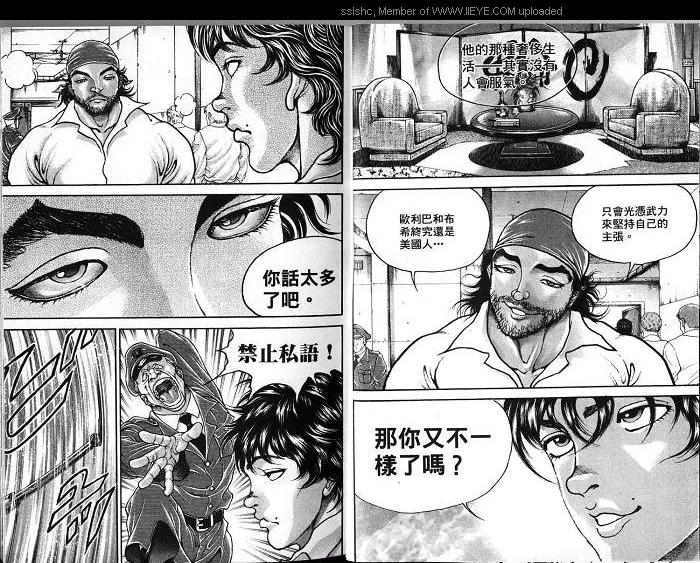 sslshc, Member of WWW.IIEYE.COM uploaded
他的那種奢侈生
活──其實沒有
人會服氣。
只會光憑武力
來堅持自己的
主張。
歐利巴和布
希終究還是
美國人…
那你又不一
樣了嗎？
你話太多
了吧。
禁止私語！